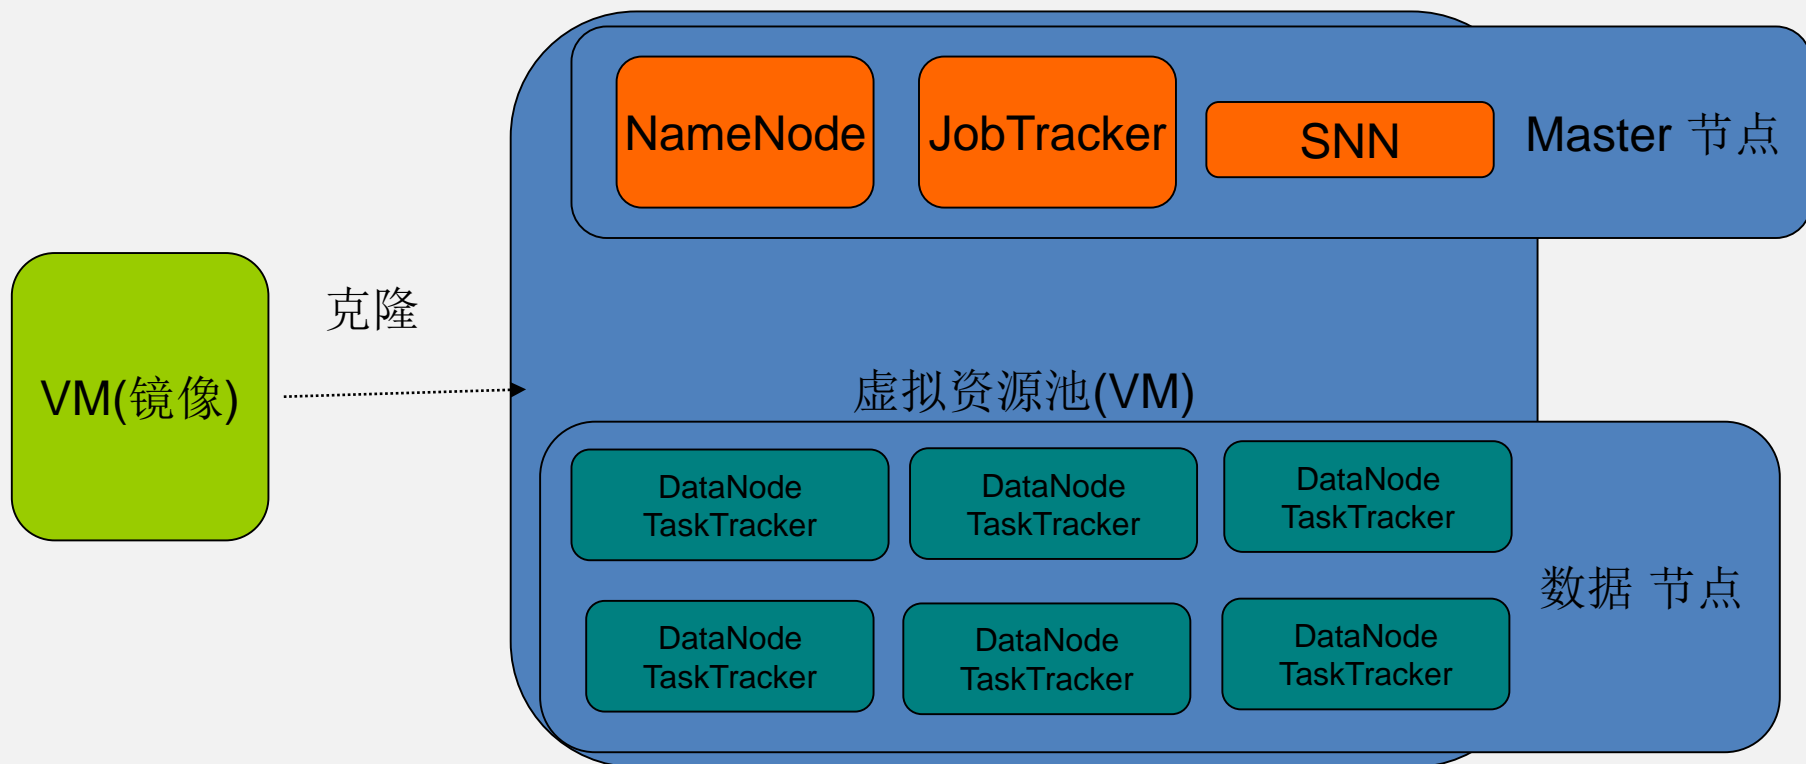 NameNode
JobTracker
SNN
Master 节点
克隆
VM(镜像)
虚拟资源池(VM)
DataNode
TaskTracker
DataNode
TaskTracker
DataNode
TaskTracker
数据 节点
DataNode
TaskTracker
DataNode
TaskTracker
DataNode
TaskTracker